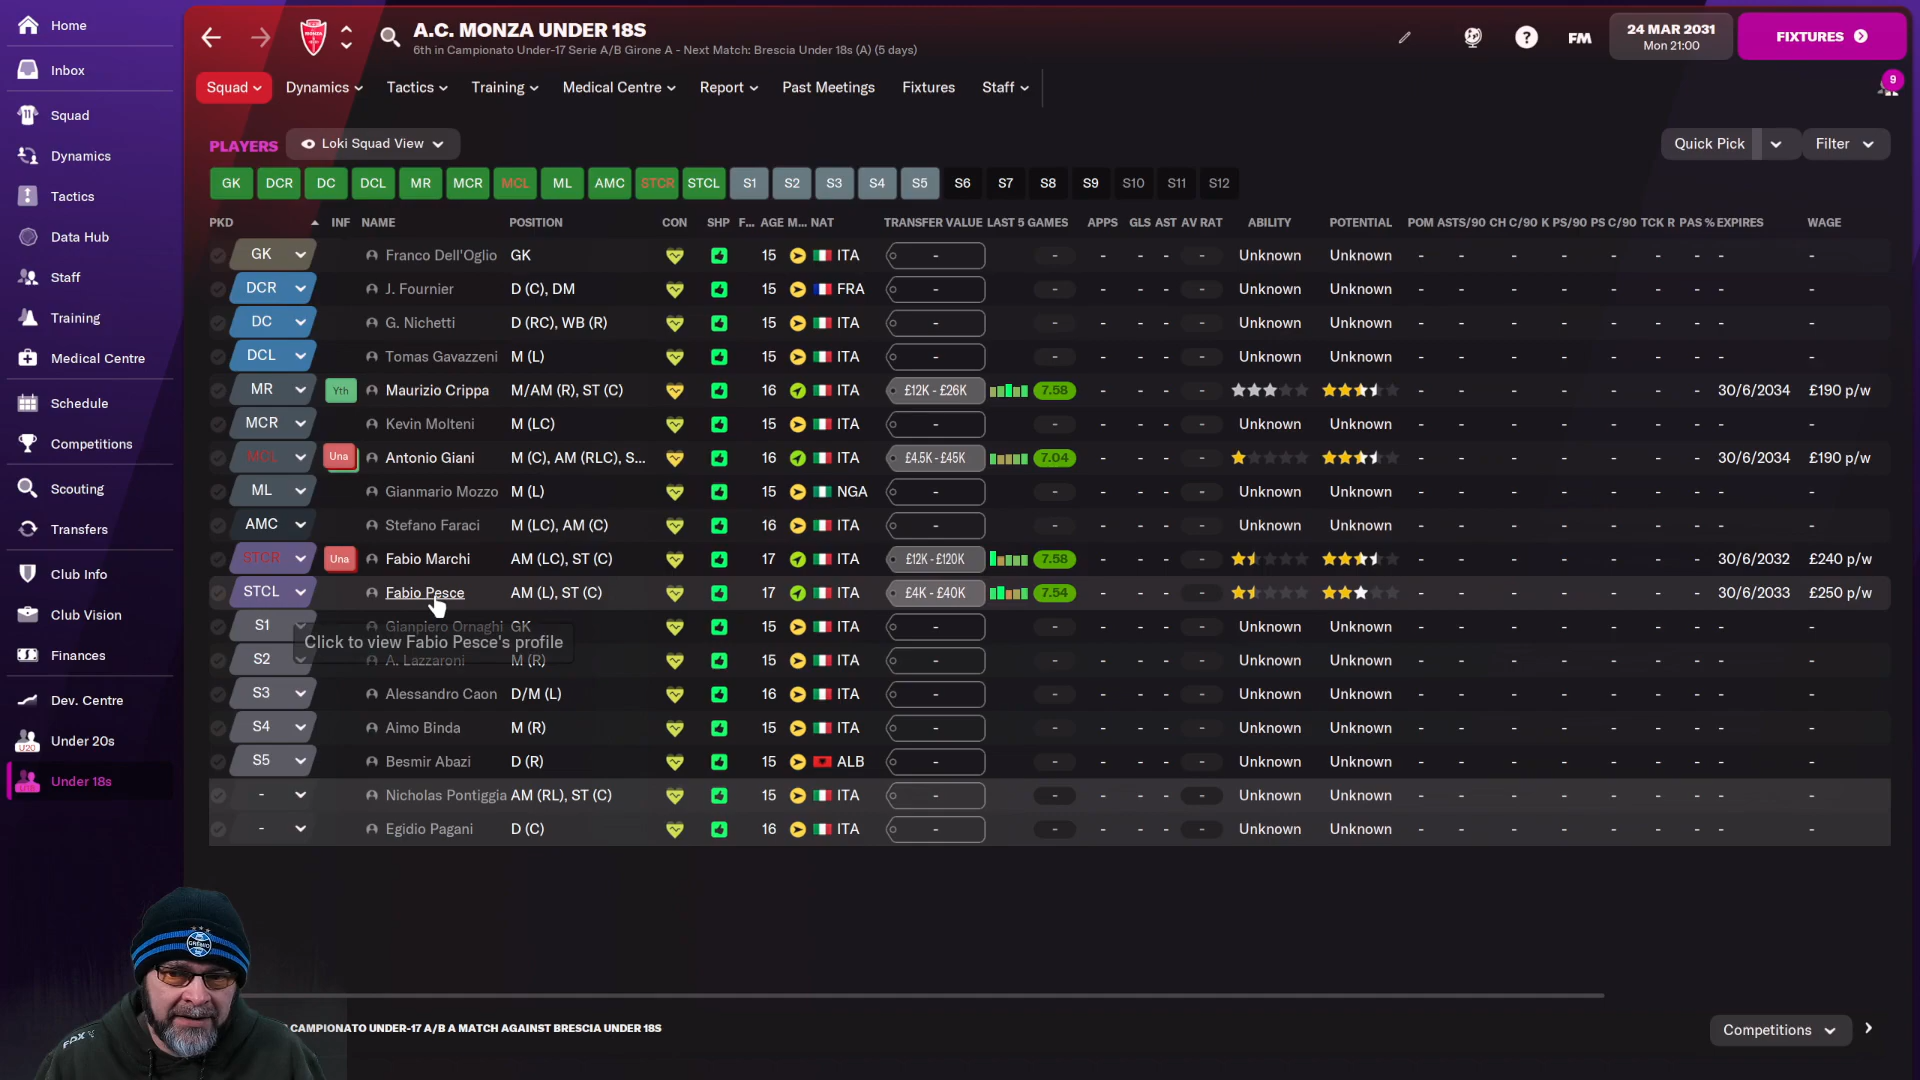 Home
Inbox
Squad
Dynamics
Tactics
Data Hub
Staff
Training
Medical Centre
Schedule
Competitions
Scouting
Transfers
Club Info
Club Vision
Finances
Dev. Centre
Under 20s
Under 18s
A.C. MONZA UNDER 18S
6th in Campionato Under-17 Serie A/B Girone A - Next Match: Brescia Under 18s (A) (5 days)
FM
24 MAR 2031
Mon 21:00
FIXTURES
Squad Dynamics Tactics Training Medical Centre Report Past Meetings Fixtures Staff
9
PLAYERS Loki Squad View Quick Pick Filter
GK DCR DC DCL MR MCR MCL ML AMC STCR STCL S1 S2 S3 S4 S5 S6 S7 S8 S9 S10 S11 S12
PKD INF NAME POSITION CON SHP F... AGE M... NAT TRANSFER VALUE LAST 5 GAMES APPS GLS AST AV RAT ABILITY POTENTIAL POM ASTS/90 CH C/90 K PS/90 PS C/90 TCK R PAS % EXPIRES WAGE
GK Franco Dell'Oglio GK 15 ITA - - - - - - Unknown Unknown - - - - - - - - -
DCR J. Fournier D (C), DM 15 FRA - - - - - - Unknown Unknown - - - - - - - - -
DC G. Nichetti D (RC), WB (R) 15 ITA - - - - - - Unknown Unknown - - - - - - - - -
DCL Tomas Gavazzeni M (L) 15 ITA - - - - - - Unknown Unknown - - - - - - - - -
MR Yth Maurizio Crippa M/AM (R), ST (C) 16 ITA £12K - £26K 7.58 - - - - - - - - - - - 30/6/2034 £190 p/w
MCR Kevin Molteni M (LC) 15 ITA - - - - - - Unknown Unknown - - - - - - - - -
MCL Una Antonio Giani M (C), AM (RLC), S... 16 ITA £4.5K - £45K 7.04 - - - - - - - - - - - 30/6/2034 £190 p/w
ML Gianmario Mozzo M (L) 15 NGA - - - - - - Unknown Unknown - - - - - - - - -
AMC Stefano Faraci M (LC), AM (C) 16 ITA - - - - - - Unknown Unknown - - - - - - - - -
STCR Una Fabio Marchi AM (LC), ST (C) 17 ITA £12K - £120K 7.58 - - - - - - - - - - - 30/6/2032 £240 p/w
STCL Fabio Pesce AM (L), ST (C) 17 ITA £4K - £40K 7.54 - - - - - - - - - - - 30/6/2033 £250 p/w
S1 Gianpiero Ornaghi GK 15 ITA - - - - - - Unknown Unknown - - - - - - - - -
Click to view Fabio Pesce's profile
S2 A. Lazzaroni M (R) 15 ITA - - - - - - Unknown Unknown - - - - - - - - -
S3 Alessandro Caon D/M (L) 16 ITA - - - - - - Unknown Unknown - - - - - - - - -
S4 Aimo Binda M (R) 15 ITA - - - - - - Unknown Unknown - - - - - - - - -
S5 Besmir Abazi D (R) 15 ALB - - - - - - Unknown Unknown - - - - - - - - -
- Nicholas Pontiggia AM (RL), ST (C) 15 ITA - - - - - - Unknown Unknown - - - - - - - - -
- Egidio Pagani D (C) 16 ITA - - - - - - Unknown Unknown - - - - - - - - -
CAMPIONATO UNDER-17 A/B A MATCH AGAINST BRESCIA UNDER 18S
Competitions
GRÊMIO
FOX